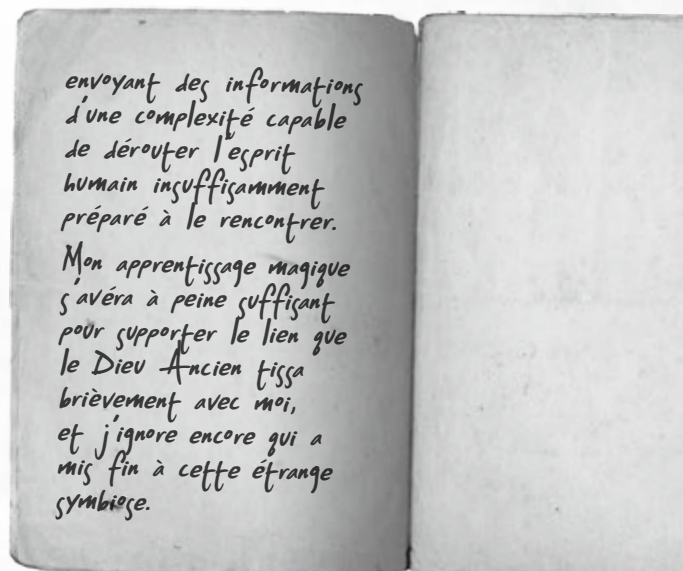 envoyant des informations
d'une complexité capable
de dérouter l'esprit
humain insuffisamment
préparé à le rencontrer.
Mon apprentissage magique
s'avéra à peine suffisant
pour supporter le lien que
le Dieu Ancien tissa
brièvement avec moi,
et j'ignore encore qui a
mis fin à cette étrange
symbiose.